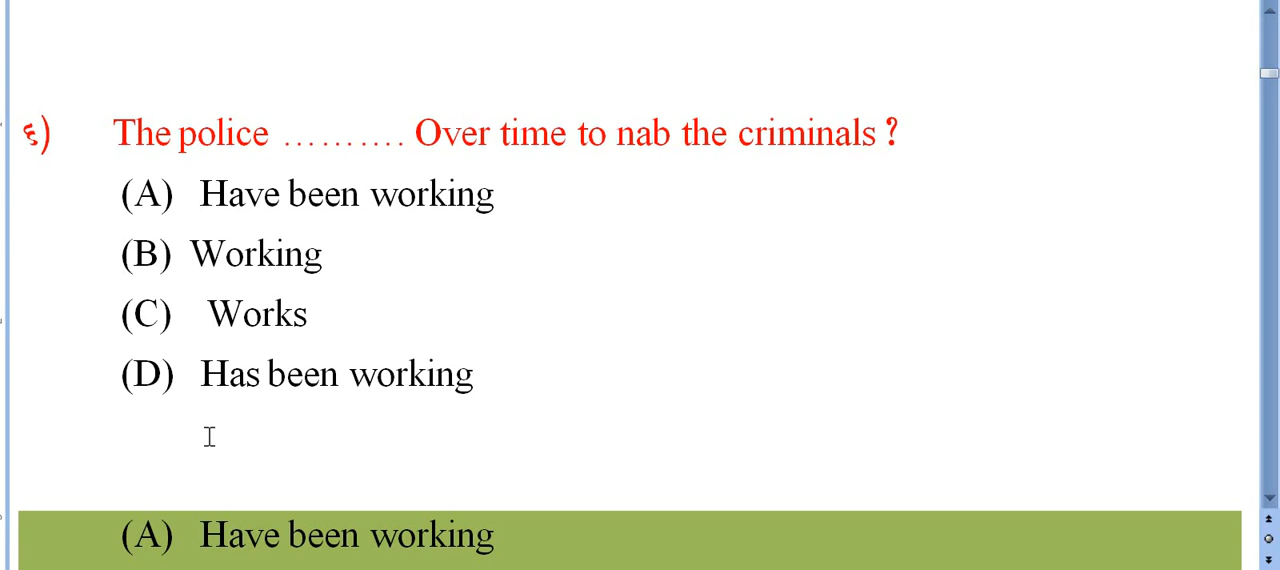 ६) The police .......... Over time to nab the criminals ?
(A) Have been working
(B) Working
(C) Works
(D) Has been working
(A) Have been working